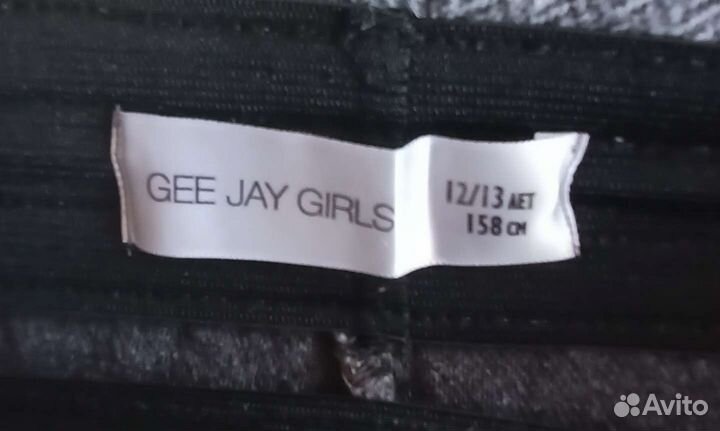 GEE JAY GIRLS
12/13 ЛЕТ
158 СМ
Avito